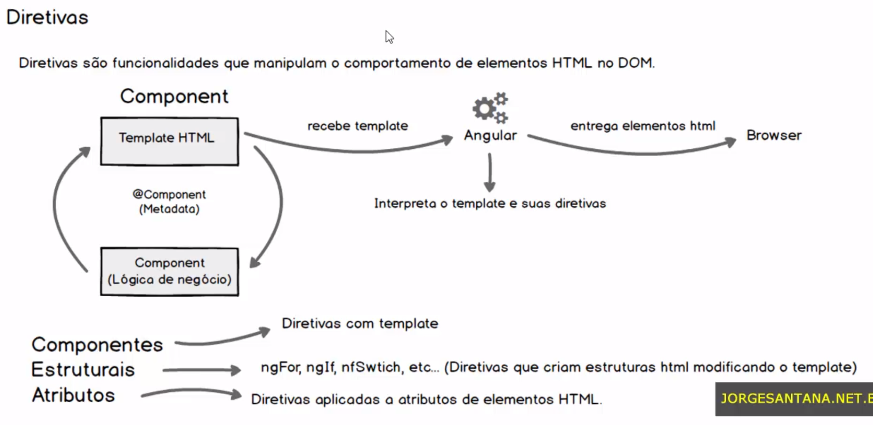 Diretivas
Diretivas são funcionalidades que manipulam o comportamento de elementos HTML no DOM.
Component
Template HTML
recebe template
Angular
entrega elementos html
Browser
@Component
(Metadata)
Interpreta o template e suas diretivas
Component
(Lógica de negócio)
Componentes
Diretivas com template
Estruturais
ngFor, ngIf, nfSwtich, etc... (Diretivas que criam estruturas html modificando o template)
Atributos
Diretivas aplicadas a atributos de elementos HTML.
JORGESANTANA.NET.B